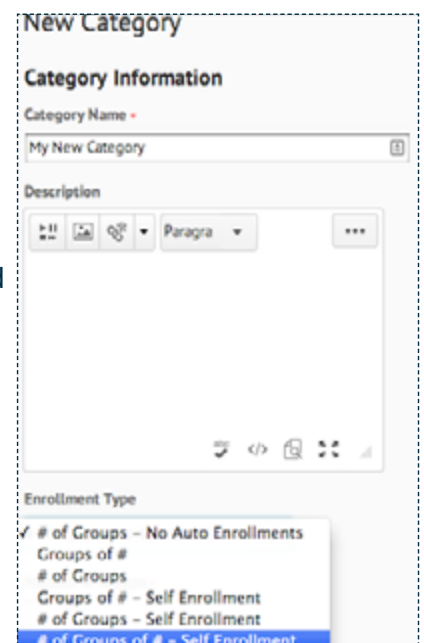 New Category
Category Information
Category Name *
My New Category
Description
Paragra
Enrollment Type
✓ # of Groups – No Auto Enrollments
Groups of #
# of Groups
Groups of # – Self Enrollment
# of Groups – Self Enrollment
# of Groups of # – Self Enrollment